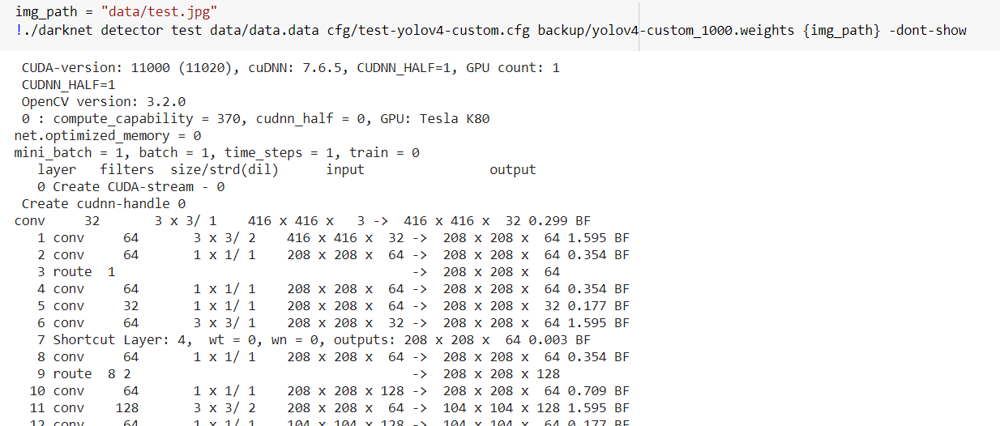 img_path = "data/test.jpg"
!./darknet detector test data/data.data cfg/test-yolov4-custom.cfg backup/yolov4-custom_1000.weights {img_path} -dont-show
CUDA-version: 11000 (11020), cuDNN: 7.6.5, CUDNN_HALF=1, GPU count: 1
CUDNN_HALF=1
OpenCV version: 3.2.0
0 : compute_capability = 370, cudnn_half = 0, GPU: Tesla K80
net.optimized_memory = 0
mini_batch = 1, batch = 1, time_steps = 1, train = 0
layer   filters  size/strd(dil)      input                output
0 Create CUDA-stream - 0
Create cudnn-handle 0
conv     32       3 x 3/ 1    416 x 416 x   3 ->  416 x 416 x  32 0.299 BF
1 conv     64       3 x 3/ 2    416 x 416 x  32 ->  208 x 208 x  64 1.595 BF
2 conv     64       1 x 1/ 1    208 x 208 x  64 ->  208 x 208 x  64 0.354 BF
3 route  1                                       ->  208 x 208 x  64
4 conv     64       1 x 1/ 1    208 x 208 x  64 ->  208 x 208 x  64 0.354 BF
5 conv     32       1 x 1/ 1    208 x 208 x  64 ->  208 x 208 x  32 0.177 BF
6 conv     64       3 x 3/ 1    208 x 208 x  32 ->  208 x 208 x  64 1.595 BF
7 Shortcut Layer: 4,  wt = 0, wn = 0, outputs: 208 x 208 x  64 0.003 BF
8 conv     64       1 x 1/ 1    208 x 208 x  64 ->  208 x 208 x  64 0.354 BF
9 route  8 2                                     ->  208 x 208 x 128
10 conv     64       1 x 1/ 1    208 x 208 x 128 ->  208 x 208 x  64 0.709 BF
11 conv    128       3 x 3/ 2    208 x 208 x  64 ->  104 x 104 x 128 1.595 BF
12 conv     64       1 x 1/ 1    104 x 104 x 128 ->  104 x 104 x  64 0.177 BF